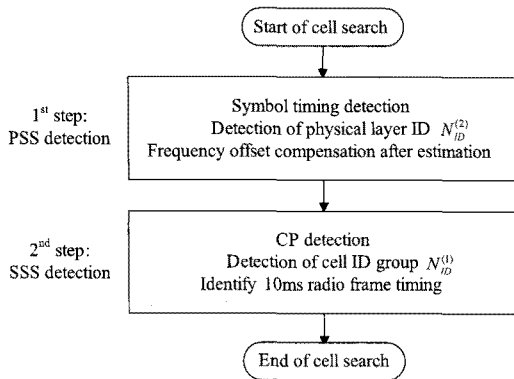 Start of cell search
1st step:
PSS detection
Symbol timing detection
Detection of physical layer ID N_ID^(2)
Frequency offset compensation after estimation
2nd step:
SSS detection
CP detection
Detection of cell ID group N_ID^(1)
Identify 10ms radio frame timing
End of cell search